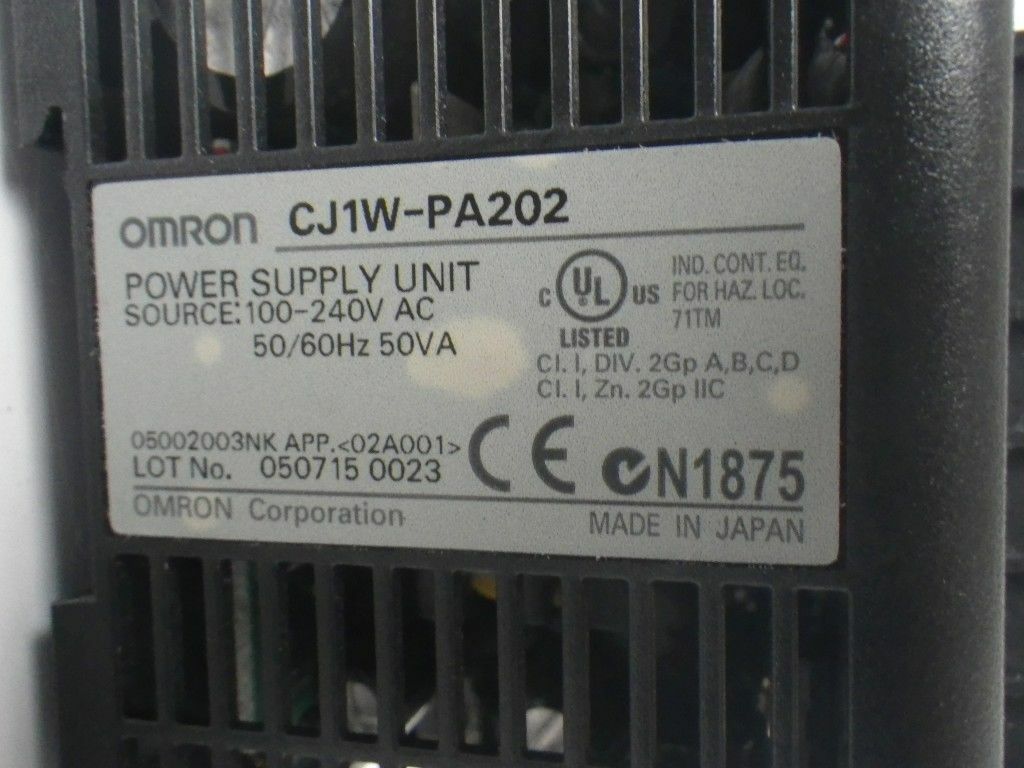 OMRON CJ1W-PA202
POWER SUPPLY UNIT
SOURCE: 100-240V AC
50/60Hz 50VA
C UL US
LISTED
IND. CONT. EQ.
FOR HAZ. LOC.
71TM
Cl. I, DIV. 2Gp A,B,C,D
Cl. I, Zn. 2Gp IIC
05002003NK APP.<02A001>
LOT No. 050715 0023
CE N1875
OMRON Corporation
MADE IN JAPAN